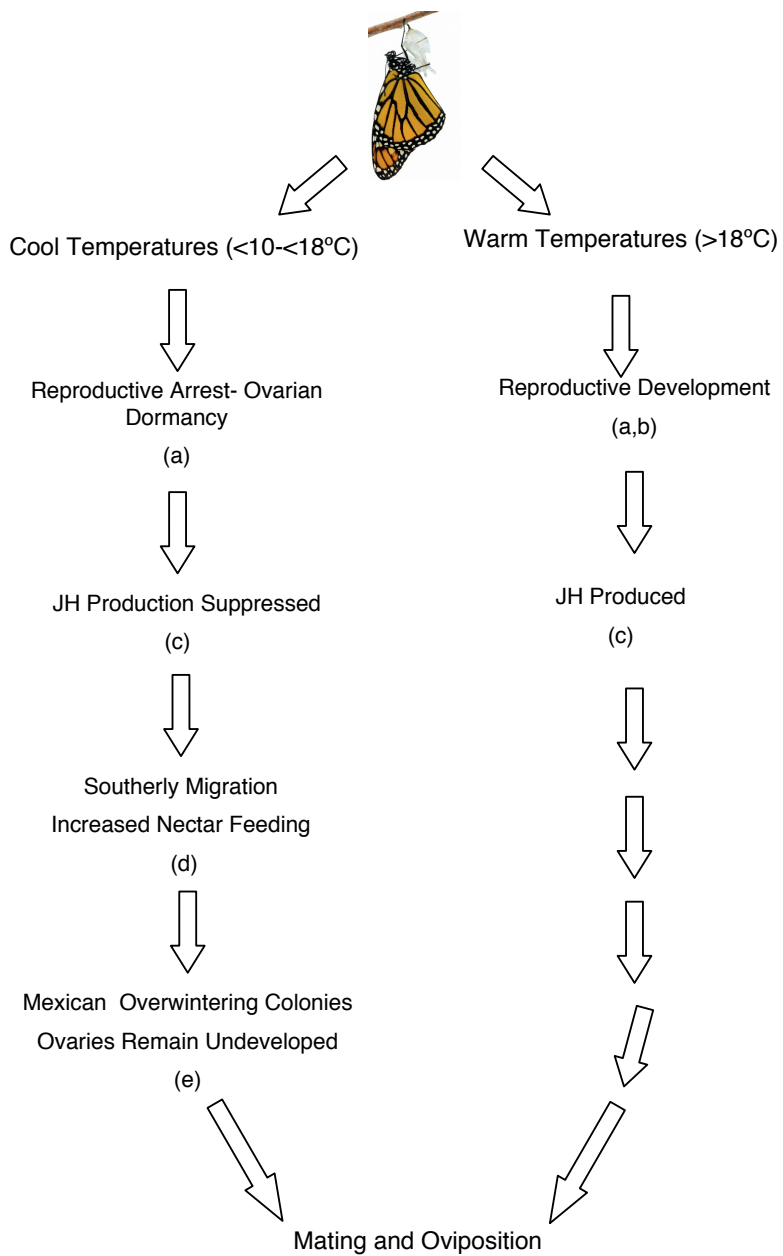 Cool Temperatures (<10-<18ºC)
Reproductive Arrest- Ovarian
Dormancy
(a)
JH Production Suppressed
(c)
Southerly Migration
Increased Nectar Feeding
(d)
Mexican Overwintering Colonies
Ovaries Remain Undeveloped
(e)
Warm Temperatures (>18ºC)
Reproductive Development
(a,b)
JH Produced
(c)
Mating and Oviposition